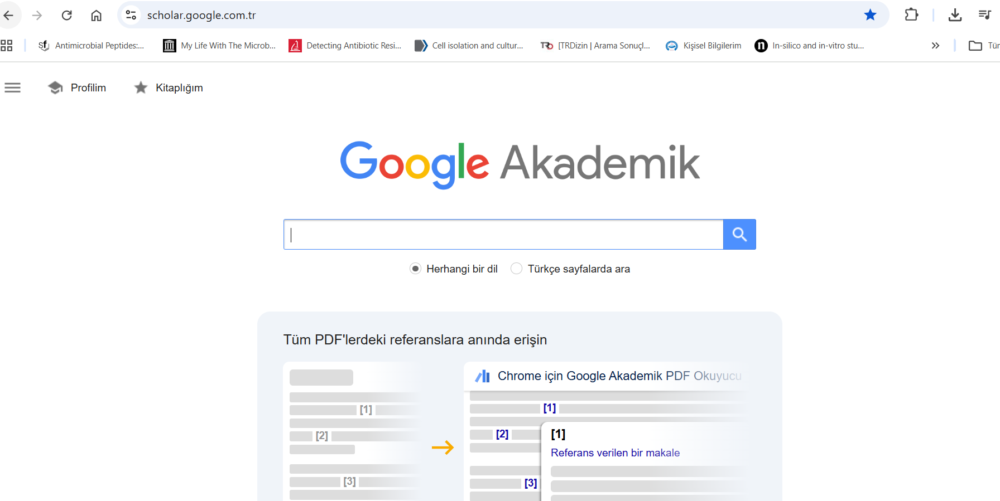 scholar.google.com.tr
Antimicrobial Peptides:... My Life With The Microb... Detecting Antibiotic Resi... Cell isolation and cultur... TRD [TRDizin | Arama Sonuçl... Kişisel Bilgilerim n In-silico and in-vitro stu... Tür
Profilim Kitaplığım
Google Akademik
Herhangi bir dil Türkçe sayfalarda ara
Tüm PDF'lerdeki referanslara anında erişin
Chrome için Google Akademik PDF Okuyucu
[1]
[2]
[3]
[1]
[2]
[3]
[1]
Referans verilen bir makale